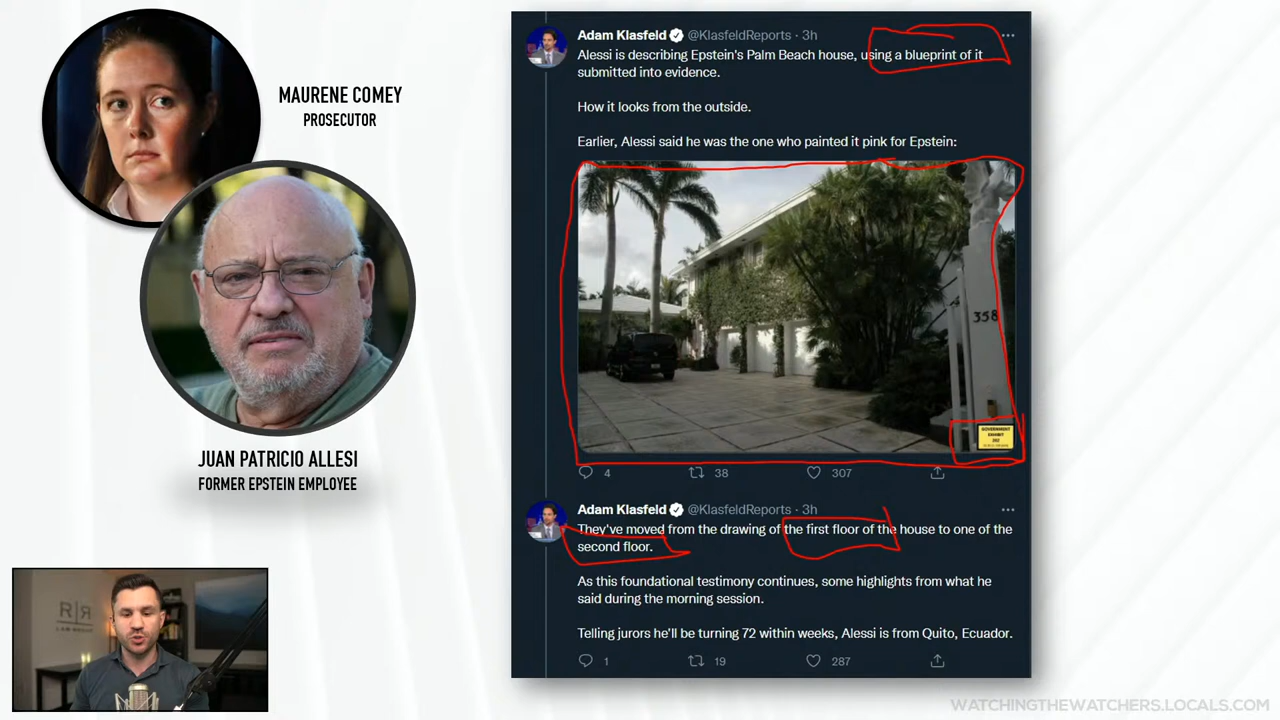 MAURENE COMEY
PROSECUTOR
JUAN PATRICIO ALLESI
FORMER EPSTEIN EMPLOYEE
Adam Klasfeld @KlasfeldReports · 3h
Alessi is describing Epstein's Palm Beach house, using a blueprint of it
submitted into evidence.
How it looks from the outside.
Earlier, Alessi said he was the one who painted it pink for Epstein:
358
GOVERNMENT
EXHIBIT
4
38
307
Adam Klasfeld @KlasfeldReports · 3h
They've moved from the drawing of the first floor of the house to one of the
second floor.
As this foundational testimony continues, some highlights from what he
said during the morning session.
Telling jurors he'll be turning 72 within weeks, Alessi is from Quito, Ecuador.
1
19
287
R|R
LAW GROUP
WATCHINGTHEWATCHERS.LOCALS.COM